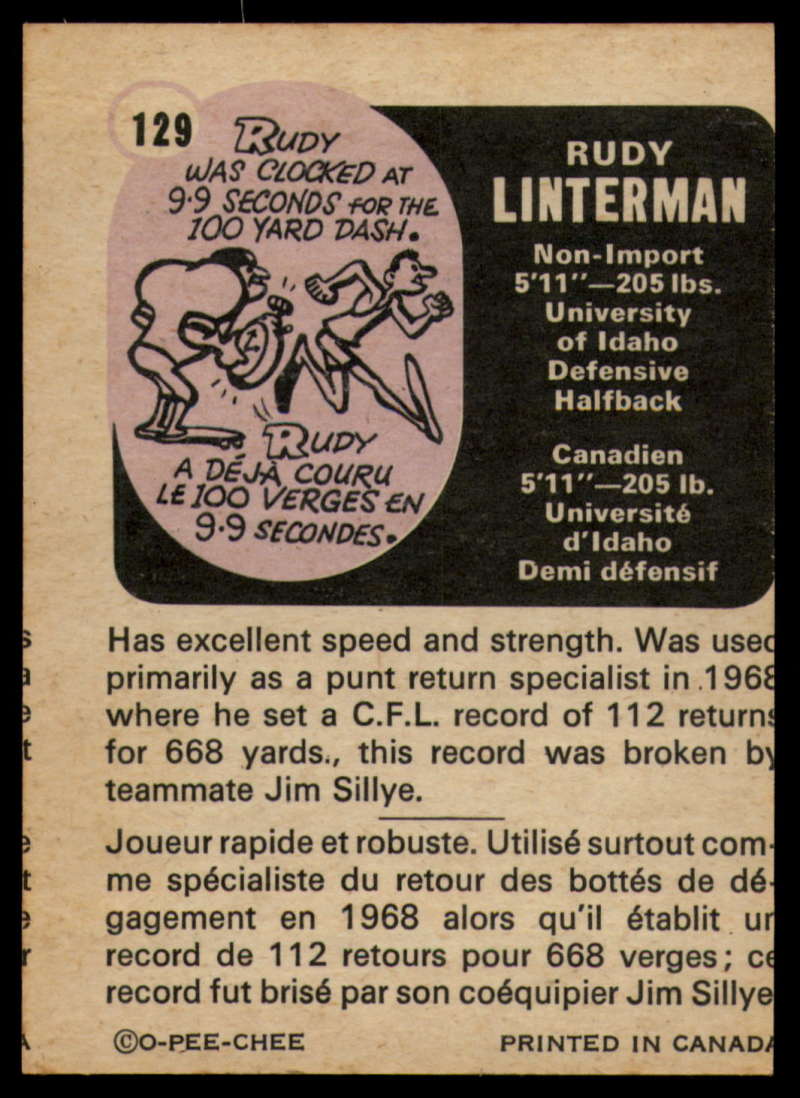 129
RUDY
WAS CLOCKED AT
9.9 SECONDS FOR THE
100 YARD DASH.
RUDY
A DÉJÀ COURU
LE 100 VERGES EN
9.9 SECONDES.
RUDY
LINTERMAN
Non-Import
5'11"—205 lbs.
University
of Idaho
Defensive
Halfback
Canadien
5'11"—205 lb.
Université
d'Idaho
Demi défensif
Has excellent speed and strength. Was used
primarily as a punt return specialist in 1968
where he set a C.F.L. record of 112 returns
for 668 yards., this record was broken by
teammate Jim Sillye.
Joueur rapide et robuste. Utilisé surtout com-
me spécialiste du retour des bottés de dé-
gagement en 1968 alors qu'il établit un
record de 112 retours pour 668 verges; ce
record fut brisé par son coéquipier Jim Sillye
©O-PEE-CHEE
PRINTED IN CANADA